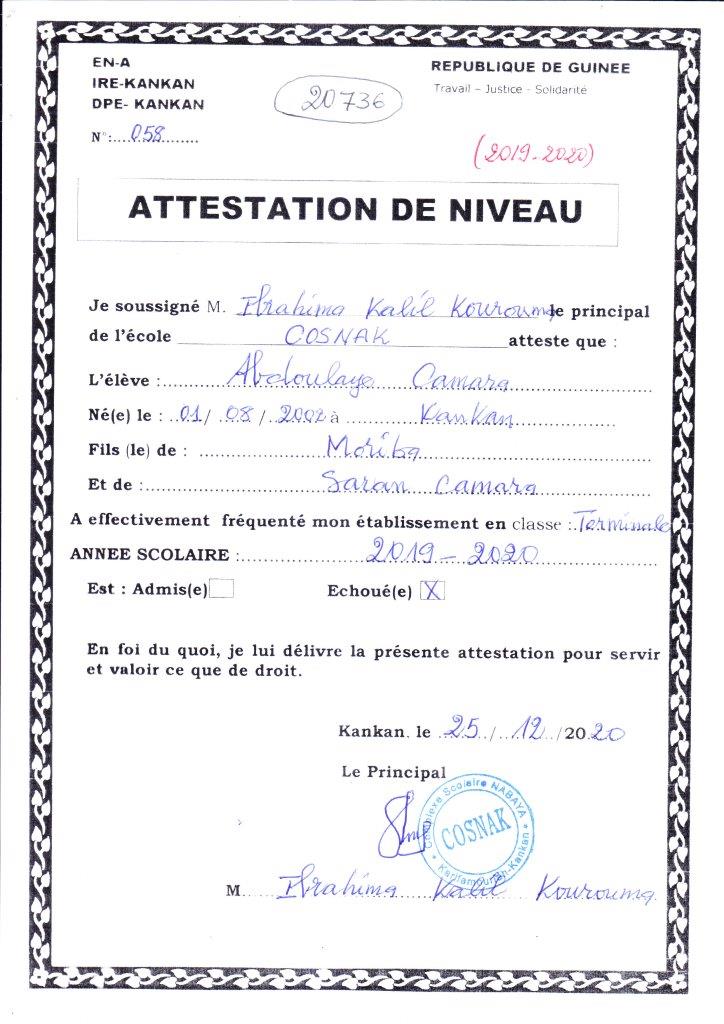 EN-A
IRE-KANKAN
DPE- KANKAN
N°:....058........
20736
REPUBLIQUE DE GUINEE
Travail – Justice - Solidarité
(2019-2020)
ATTESTATION DE NIVEAU
Je soussigné M. Ibrahima Kalil Kourouma le principal
de l'école COSNAK atteste que :
L'élève : Abdoulaye Camara
Né(e) le : 01/ 08 / 2002 à Kankan
Fils (le) de : Moriba
Et de : Saran Camara
A effectivement fréquenté mon établissement en classe : Terminale
ANNEE SCOLAIRE : 2019 – 2020
Est : Admis(e) Echoué(e) X
En foi du quoi, je lui délivre la présente attestation pour servir
et valoir ce que de droit.
Kankan, le 25 / 12 /2020
Le Principal
Complexe Scolaire NABAYA
COSNAK
M Ibrahima Kalil Kourouma